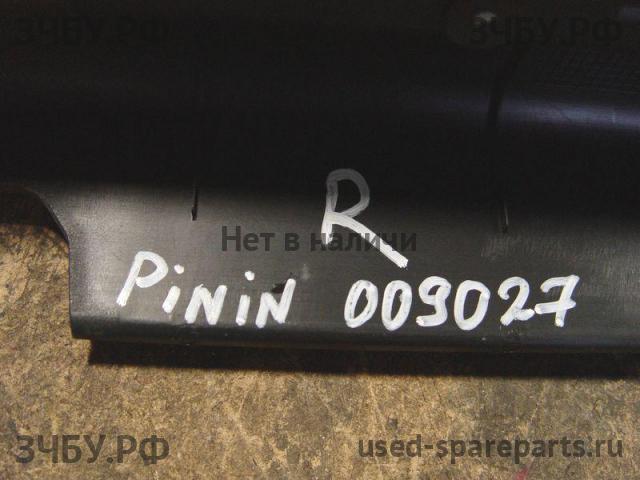 ЗЧБУ.РФ ЗЧБУ.РФ
R
Нет в наличии
PiNiN 009027
ЗЧБУ.РФ used-spareparts.ru